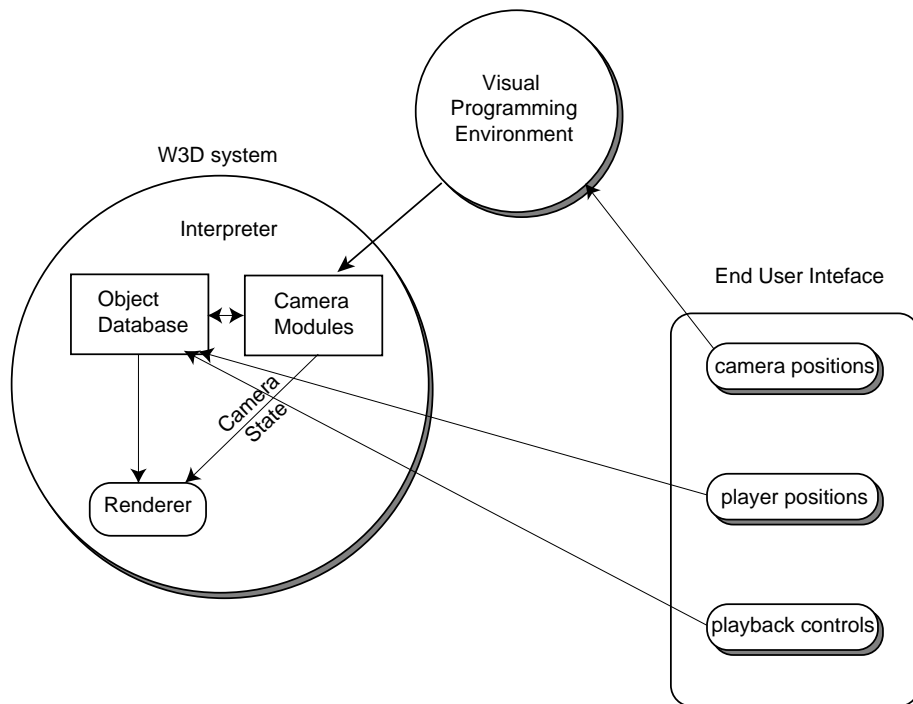 Visual
Programming
Environment
W3D system
Interpreter
Object
Database
Camera
Modules
Camera
State
Renderer
End User Inteface
camera positions
player positions
playback controls